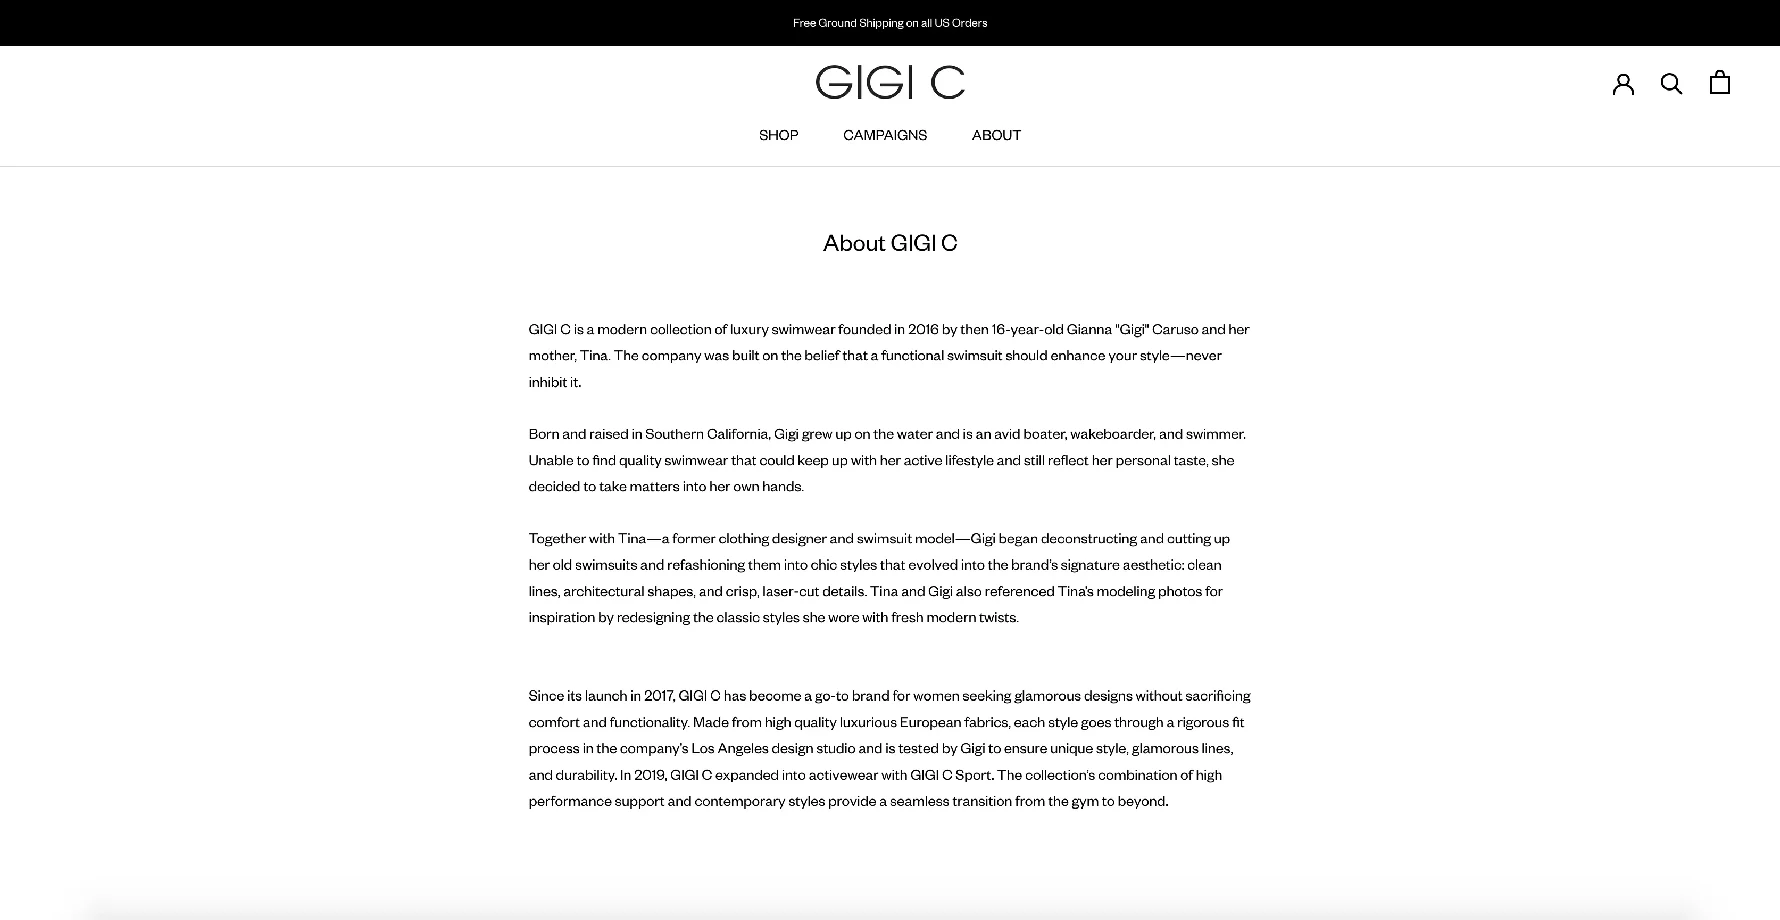 Free Ground Shipping on all US Orders
GIGI C
SHOP CAMPAIGNS ABOUT
About GIGI C
GIGI C is a modern collection of luxury swimwear founded in 2016 by then 16-year-old Gianna "Gigi" Caruso and her
mother, Tina. The company was built on the belief that a functional swimsuit should enhance your style—never
inhibit it.
Born and raised in Southern California, Gigi grew up on the water and is an avid boater, wakeboarder, and swimmer.
Unable to find quality swimwear that could keep up with her active lifestyle and still reflect her personal taste, she
decided to take matters into her own hands.
Together with Tina—a former clothing designer and swimsuit model—Gigi began deconstructing and cutting up
her old swimsuits and refashioning them into chic styles that evolved into the brand's signature aesthetic: clean
lines, architectural shapes, and crisp, laser-cut details. Tina and Gigi also referenced Tina's modeling photos for
inspiration by redesigning the classic styles she wore with fresh modern twists.
Since its launch in 2017, GIGI C has become a go-to brand for women seeking glamorous designs without sacrificing
comfort and functionality. Made from high quality luxurious European fabrics, each style goes through a rigorous fit
process in the company's Los Angeles design studio and is tested by Gigi to ensure unique style, glamorous lines,
and durability. In 2019, GIGI C expanded into activewear with GIGI C Sport. The collection's combination of high
performance support and contemporary styles provide a seamless transition from the gym to beyond.